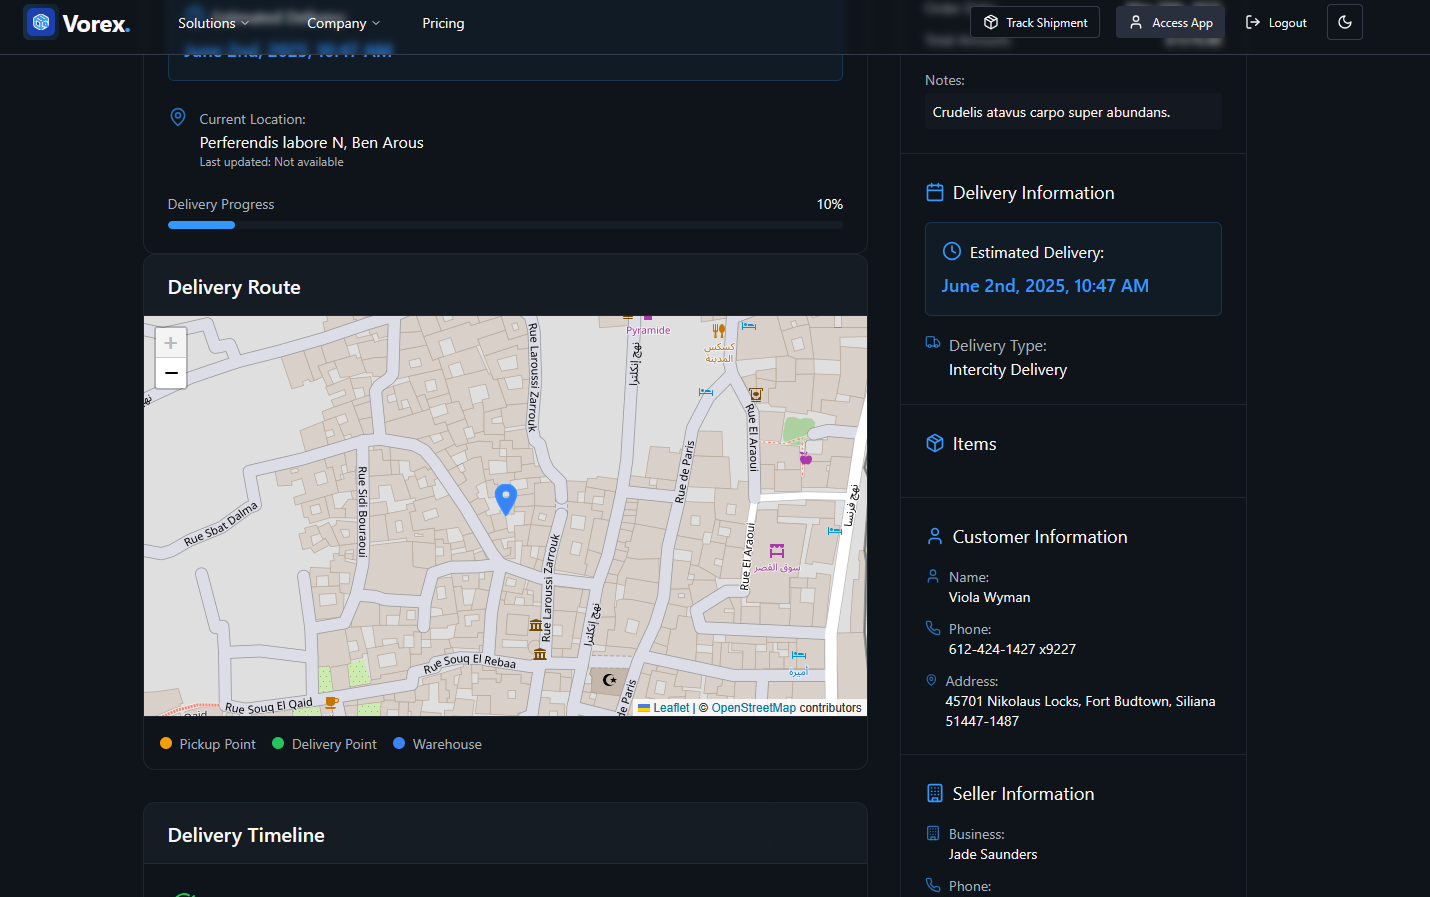 Vorex.
Solutions
Company
Pricing
Track Shipment
Access App
Logout
Estimated Delivery:
June 2nd, 2025, 10:47 AM
Current Location:
Perferendis labore N, Ben Arous
Last updated: Not available
Delivery Progress
10%
Delivery Route
+
−
Rue Laroussi Zarrouk
نهج إنكلترا
Pyramide
كسكس
المدينة
Rue El Araoui
Rue de Paris
نهج فرنسا
Rue Sidi Bouraoui
Rue Sbat Dalma
Rue El Araoui
سوق القصر
Rue Laroussi Zarrouk
نهج إنكلترا
Rue Souq El Rebaa
أميرة
Rue Souq El Qaid
Qaid
de Paris
Leaflet | © OpenStreetMap contributors
Pickup Point
Delivery Point
Warehouse
Delivery Timeline
Notes:
Crudelis atavus carpo super abundans.
Delivery Information
Estimated Delivery:
June 2nd, 2025, 10:47 AM
Delivery Type:
Intercity Delivery
Items
Customer Information
Name:
Viola Wyman
Phone:
612-424-1427 x9227
Address:
45701 Nikolaus Locks, Fort Budtown, Siliana
51447-1487
Seller Information
Business:
Jade Saunders
Phone: